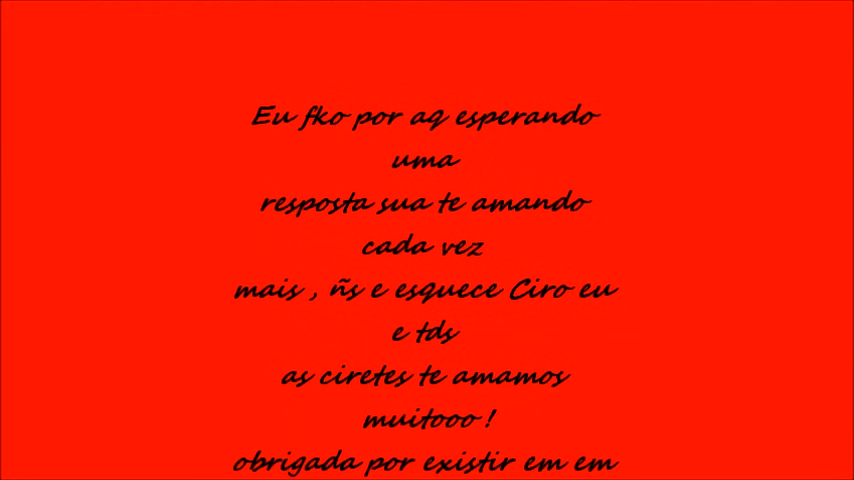 Eu fko por aq esperando
uma
resposta sua te amando
cada vez
mais , ñs e esquece Ciro eu
e tds
as ciretes te amamos
muitooo !
obrigada por existir em em